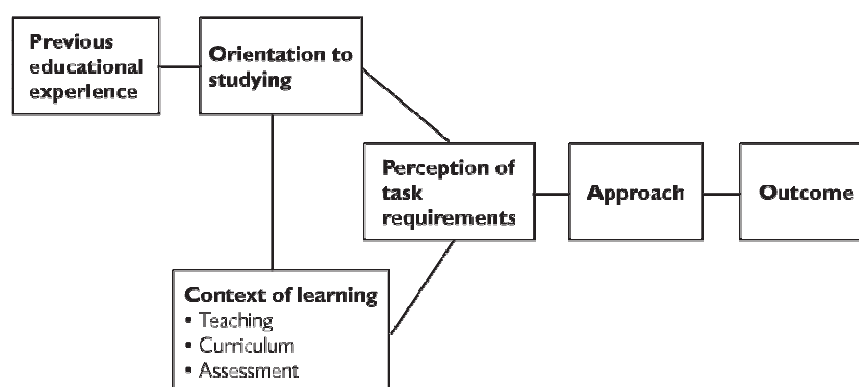 Previous
educational
experience
Orientation to
studying
Perception of
task
requirements
Approach
Outcome
Context of learning
• Teaching
• Curriculum
• Assessment